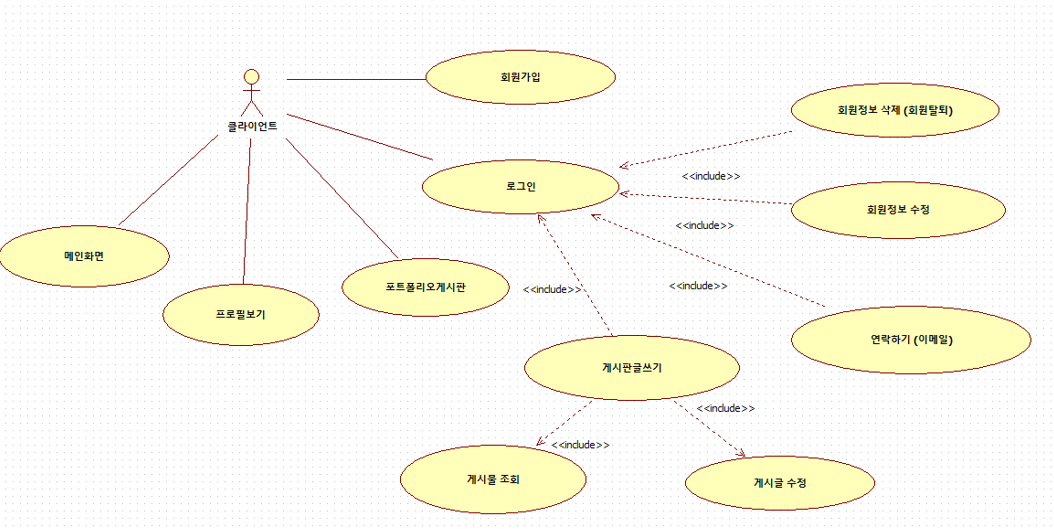 회원가입
클라이언트
회원정보 삭제 (회원탈퇴)
<<include>>
로그인
회원정보 수정
<<include>>
메인화면
포트폴리오게시판
<<include>>
<<include>>
프로필보기
연락하기 (이메일)
게시판글쓰기
<<include>>
<<include>>
게시물 조회
게시글 수정